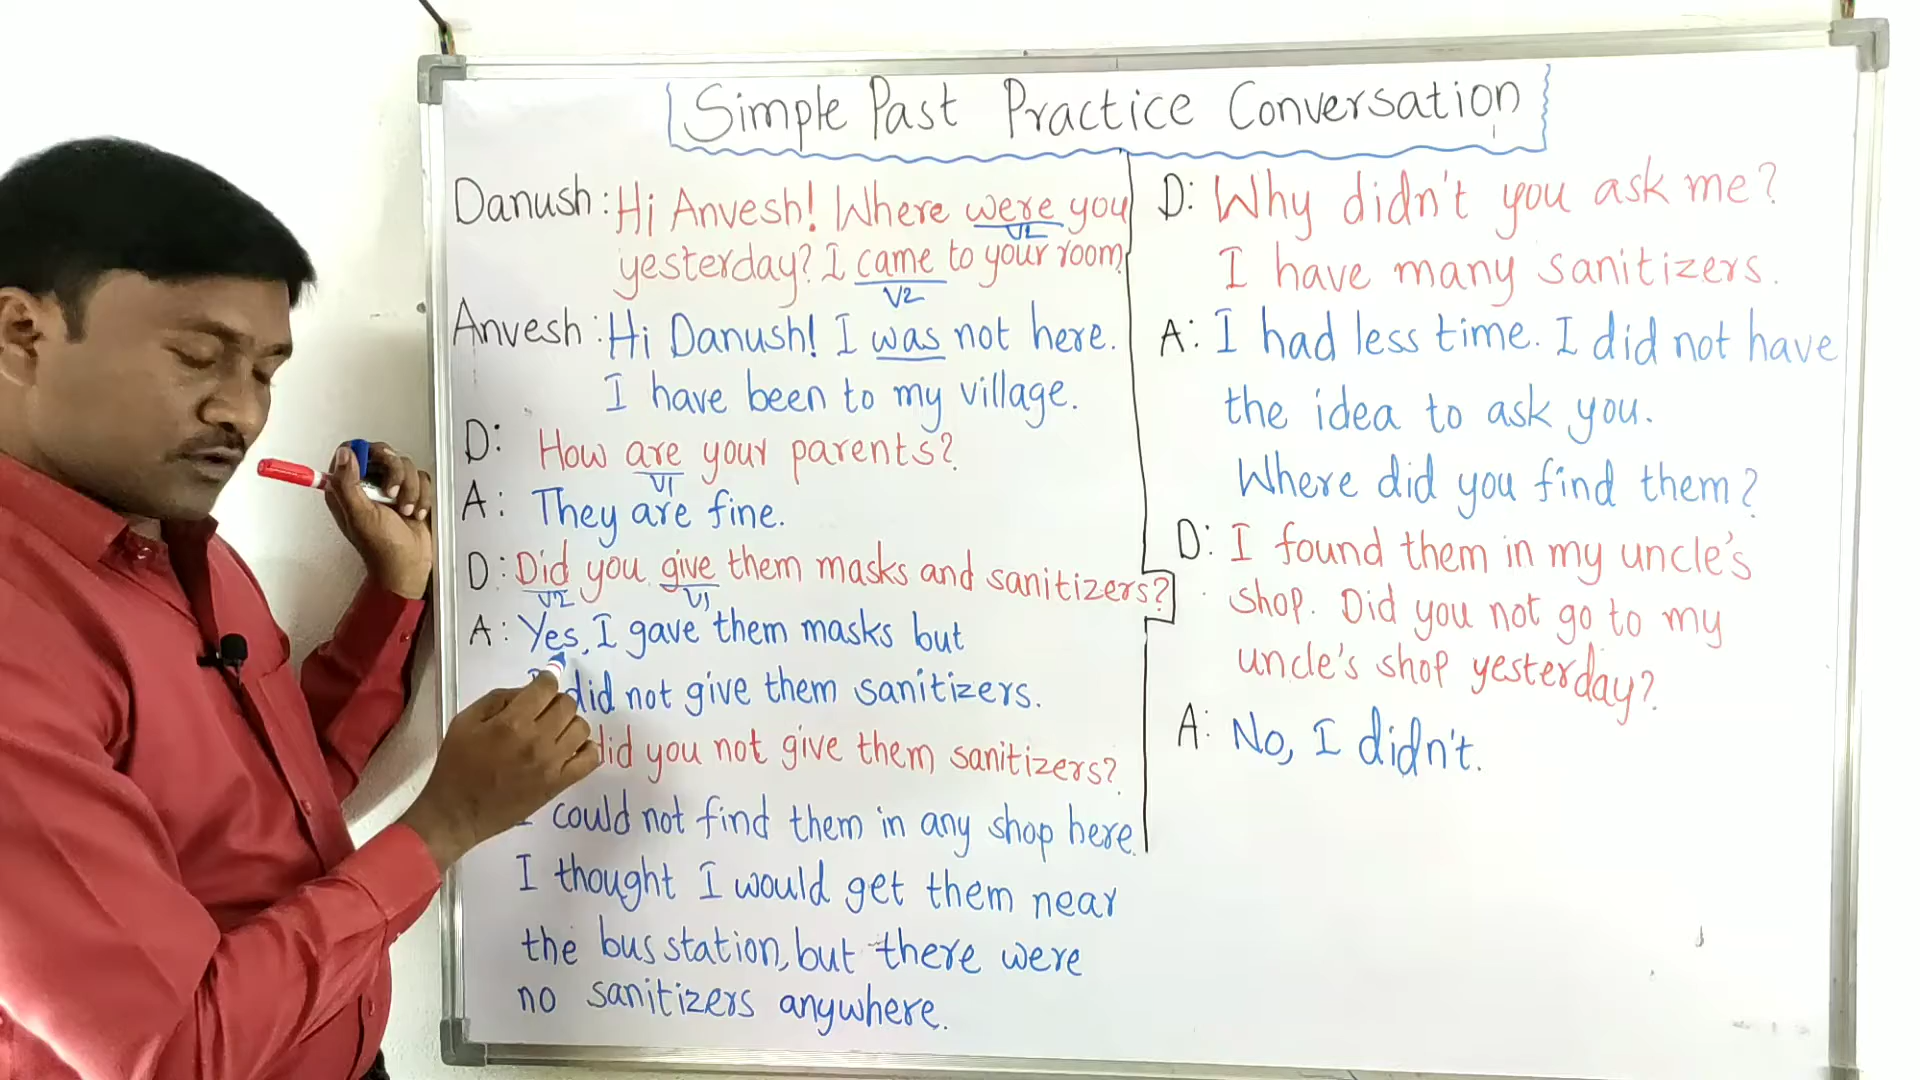 Simple Past Practice Conversation
Danush: Hi Anvesh! Where were you
V2
yesterday? I came to your room.
V2
Anvesh: Hi Danush! I was not here.
I have been to my village.
D: How are your parents?
V1
A: They are fine.
D: Did you give them masks and sanitizers?
V2 V1
A: Yes, I gave them masks but
did not give them sanitizers.
did you not give them sanitizers?
I could not find them in any shop here.
I thought I would get them near
the bus station, but there were
no sanitizers anywhere.
D: Why didn't you ask me?
I have many sanitizers.
A: I had less time. I did not have
the idea to ask you.
Where did you find them?
D: I found them in my uncle's
shop. Did you not go to my
uncle's shop yesterday?
A: No, I didn't.